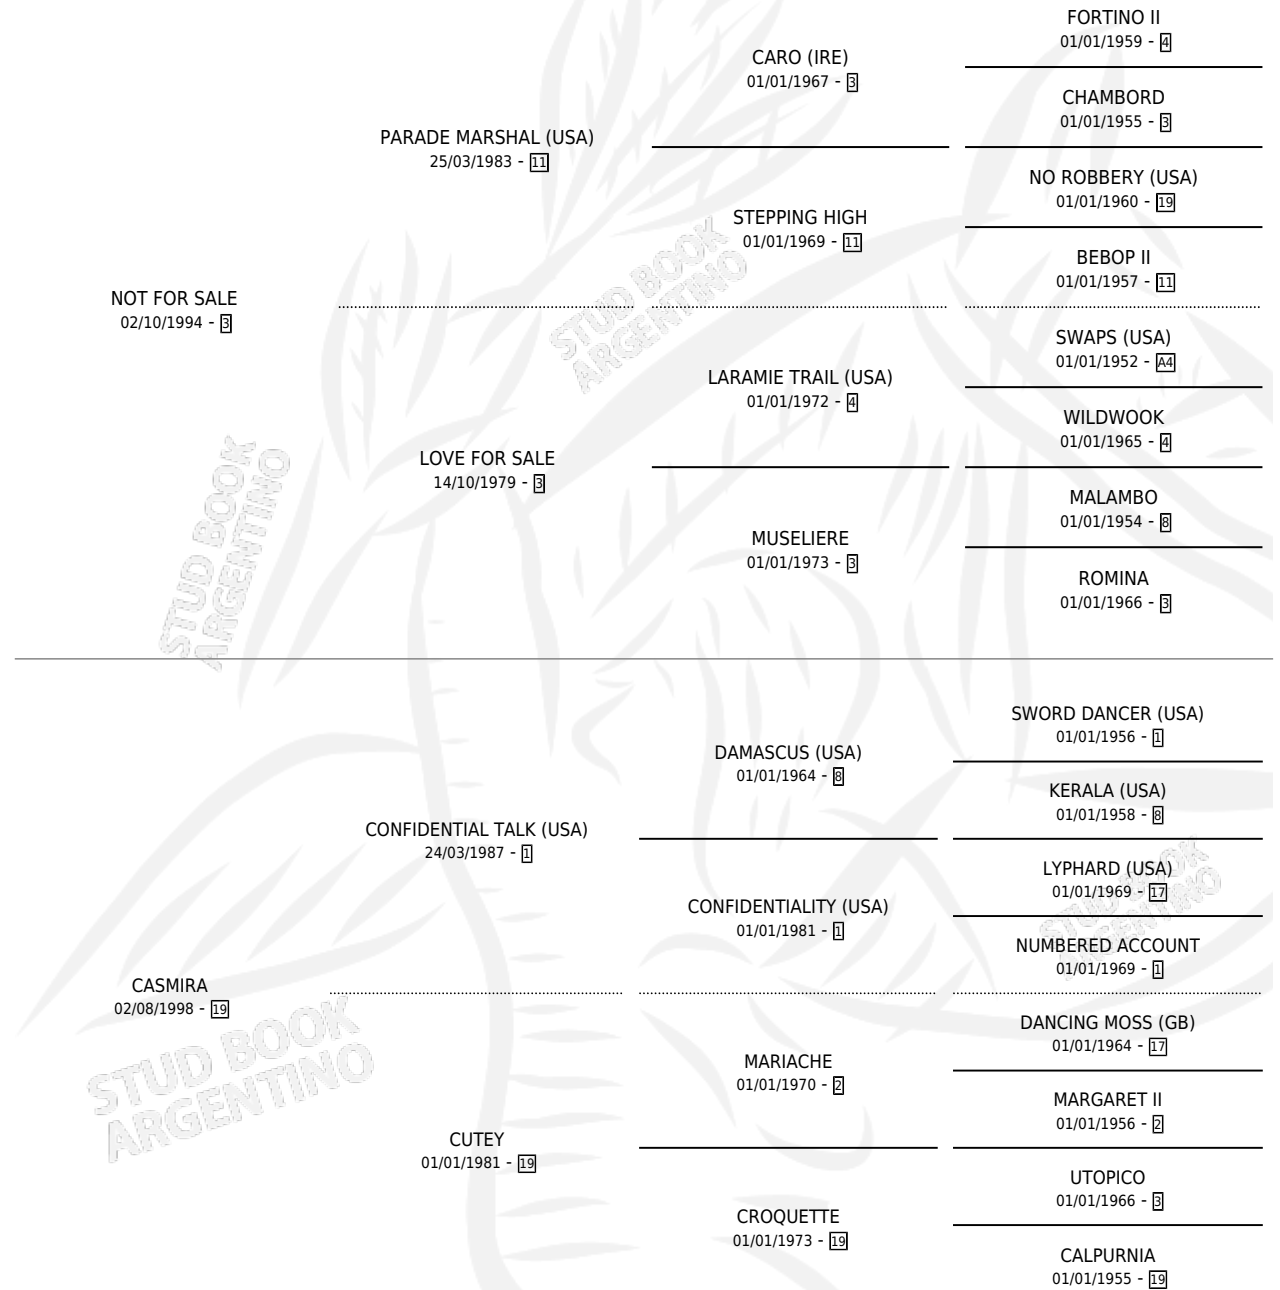 FORTINO II
01/01/1959 - 4
CARO (IRE)
01/01/1967 - 3
CHAMBORD
01/01/1955 - 3
PARADE MARSHAL (USA)
25/03/1983 - 11
NO ROBBERY (USA)
01/01/1960 - 19
STEPPING HIGH
01/01/1969 - 11
BEBOP II
01/01/1957 - 11
NOT FOR SALE
02/10/1994 - 3
SWAPS (USA)
01/01/1952 - A4
LARAMIE TRAIL (USA)
01/01/1972 - 4
WILDWOOK
01/01/1965 - 4
LOVE FOR SALE
14/10/1979 - 3
MALAMBO
01/01/1954 - 8
MUSELIERE
01/01/1973 - 3
ROMINA
01/01/1966 - 3
STUD BOOK
ARGENTINO
STUD BOOK
ARGENTINO
SWORD DANCER (USA)
01/01/1956 - 1
DAMASCUS (USA)
01/01/1964 - 8
KERALA (USA)
01/01/1958 - 8
CONFIDENTIAL TALK (USA)
24/03/1987 - 1
LYPHARD (USA)
01/01/1969 - 17
CONFIDENTIALITY (USA)
01/01/1981 - 1
NUMBERED ACCOUNT
01/01/1969 - 1
CASMIRA
02/08/1998 - 19
DANCING MOSS (GB)
01/01/1964 - 17
MARIACHE
01/01/1970 - 2
MARGARET II
01/01/1956 - 2
CUTEY
01/01/1981 - 19
UTOPICO
01/01/1966 - 3
CROQUETTE
01/01/1973 - 19
CALPURNIA
01/01/1955 - 19
STUD BOOK
ARGENTINO
STUD BOOK
ARGENTINO